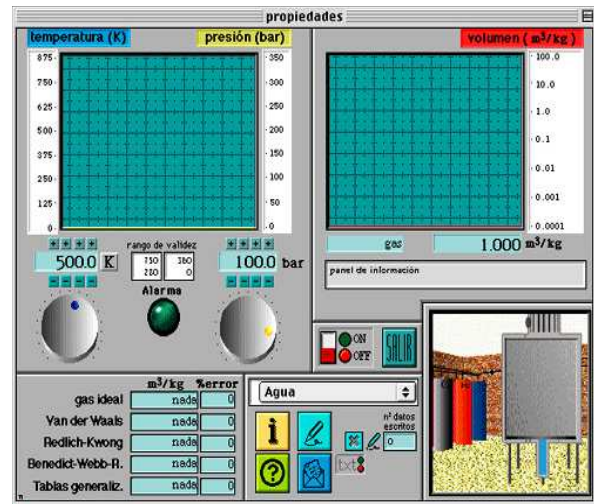 propiedades
temperatura (K)
presión (bar)
volumen ( m³/kg )
875
750
625
500
375
250
125
0
350
300
250
200
150
100
50
0
100.0
10.0
1.0
0.1
0.01
0.001
0.0001
gas
1.000 m³/kg
panel de información
500.0 K
rango de validez
750 360
280 0
100.0 bar
Alarma
ON
OFF
SALIR
m³/kg %error
gas ideal nada 0
Van der Waals nada 0
Redlich-Kwong nada 0
Benedict-Webb-R. nada 0
Tablas generaliz. nada 0
Agua
nº datos
escritos
0
i
?
txt